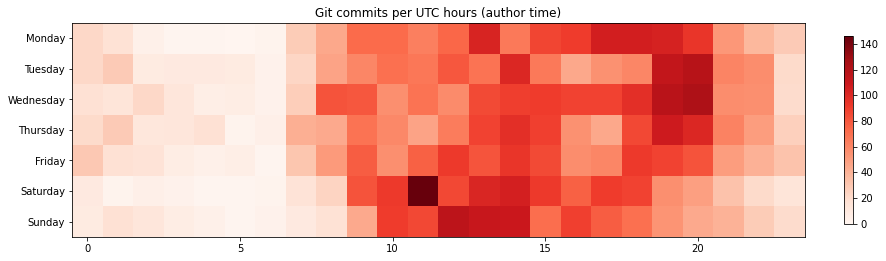 Git commits per UTC hours (author time)
Monday
Tuesday
Wednesday
Thursday
Friday
Saturday
Sunday
0 5 10 15 20
140
120
100
80
60
40
20
0